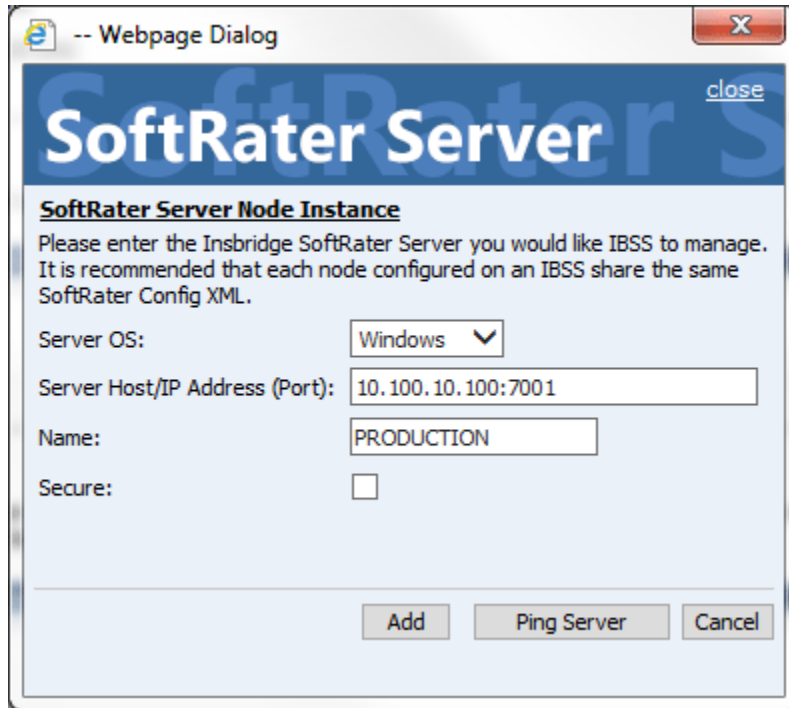 -- Webpage Dialog
X
close
SoftRater Server
SoftRater Server Node Instance
Please enter the Insbridge SoftRater Server you would like IBSS to manage.
It is recommended that each node configured on an IBSS share the same
SoftRater Config XML.
Server OS: Windows
Server Host/IP Address (Port): 10.100.10.100:7001
Name: PRODUCTION
Secure:
Add Ping Server Cancel